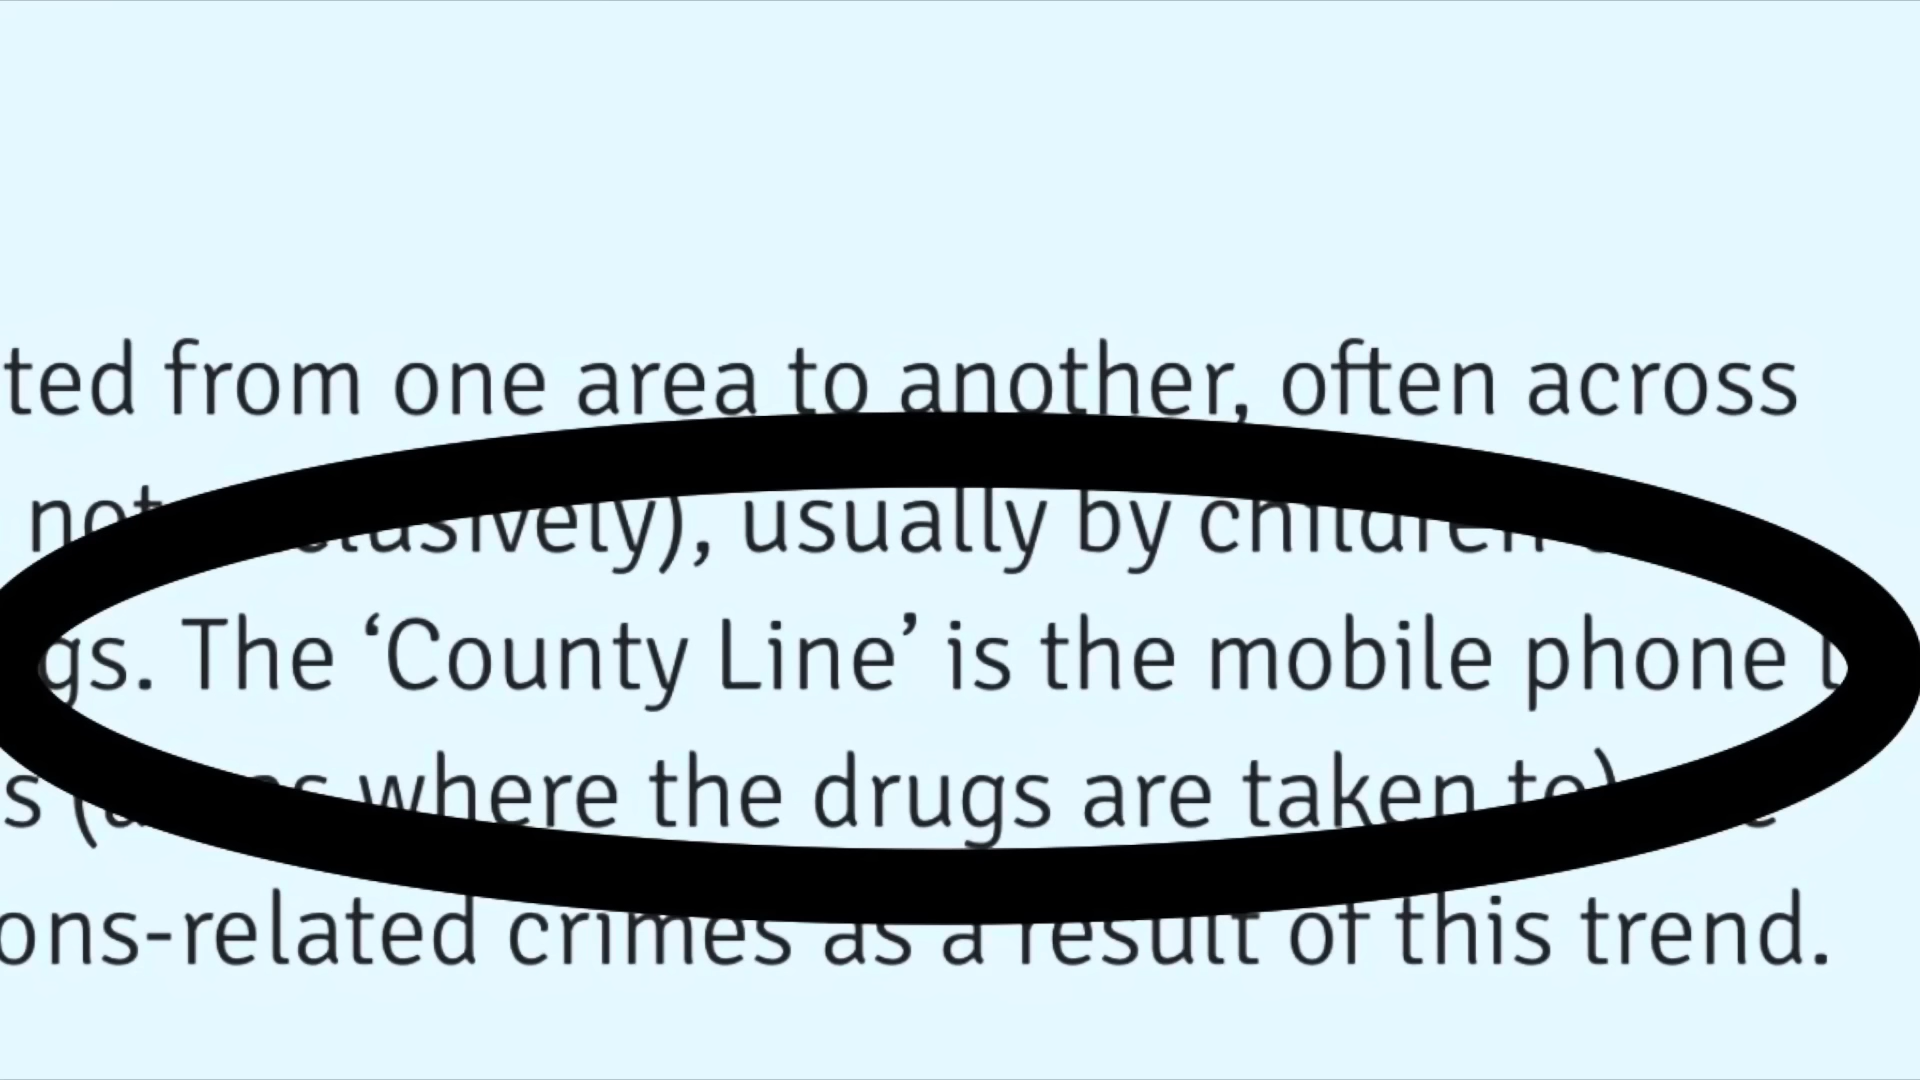 ted from one area to another, often across
usually by children
gs. The ‘County Line’ is the mobile phone
where the drugs are taken to)
ons-related crimes as a result of this trend.